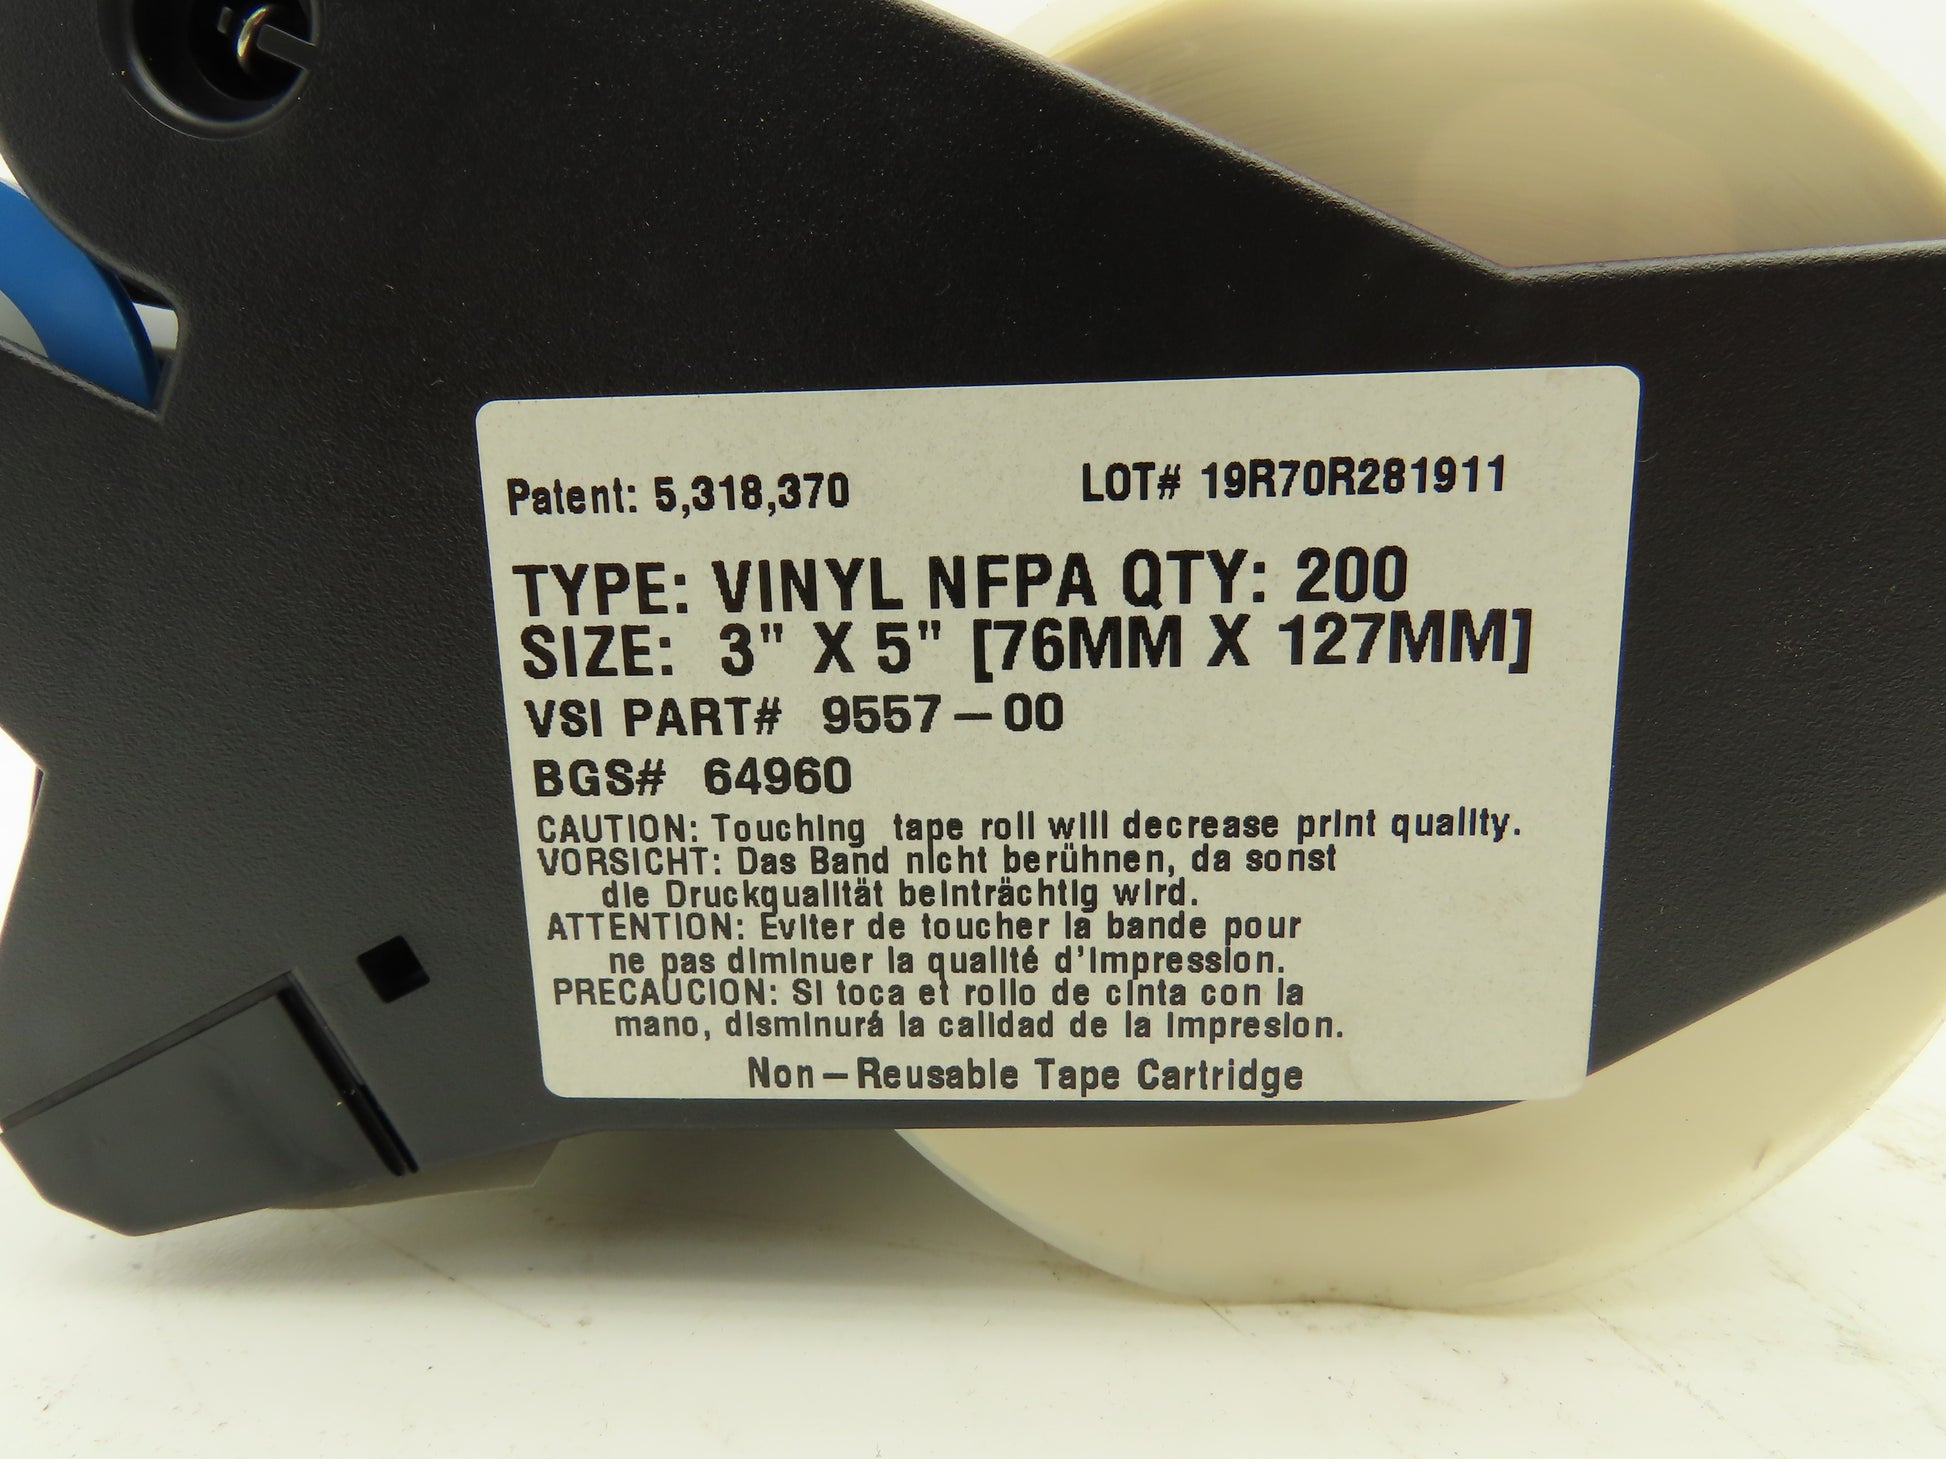 Patent: 5,318,370 LOT# 19R70R281911
TYPE: VINYL NFPA QTY: 200
SIZE: 3" X 5" [76MM X 127MM]
VSI PART# 9557-00
BGS# 64960
CAUTION: Touching tape roll will decrease print quality.
VORSICHT: Das Band nicht berühnen, da sonst
die Druckqualität beinträchtig wird.
ATTENTION: Eviter de toucher la bande pour
ne pas diminuer la qualité d'impression.
PRECAUCION: Si toca et rollo de cinta con la
mano, disminurá la calidad de la impresion.
Non-Reusable Tape Cartridge